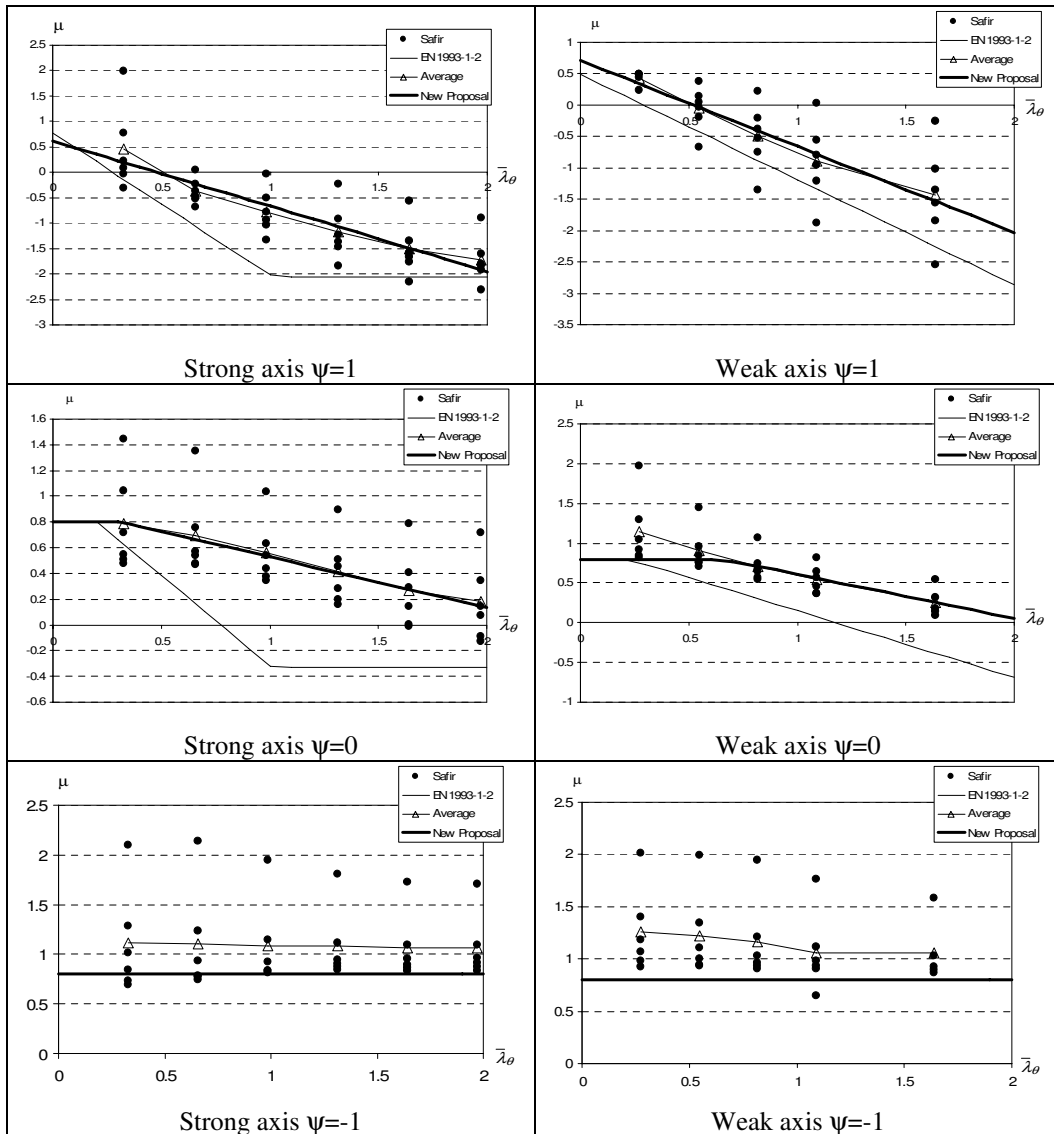 μ
2.5
2
1.5
1
0.5
0
-0.5
-1
-1.5
-2
-2.5
-3
0
0.5
1
1.5
2
λ̅θ
Safir
EN1993-1-2
Average
New Proposal
Strong axis ψ=1
μ
1
0.5
0
-0.5
-1
-1.5
-2
-2.5
-3
-3.5
0
0.5
1
1.5
2
λ̅θ
Safir
EN1993-1-2
Average
New Proposal
Weak axis ψ=1
μ
1.6
1.4
1.2
1
0.8
0.6
0.4
0.2
0
-0.2
-0.4
-0.6
0
0.5
1
1.5
2
λ̅θ
Safir
EN1993-1-2
Average
New Proposal
Strong axis ψ=0
μ
2.5
2
1.5
1
0.5
0
-0.5
-1
0
0.5
1
1.5
2
λ̅θ
Safir
EN1993-1-2
Average
New Proposal
Weak axis ψ=0
μ
2.5
2
1.5
1
0.5
0
0
0.5
1
1.5
2
λ̅θ
Safir
EN1993-1-2
Average
New Proposal
Strong axis ψ=-1
μ
2.5
2
1.5
1
0.5
0
0
0.5
1
1.5
2
λ̅θ
Safir
EN1993-1-2
Average
New Proposal
Weak axis ψ=-1